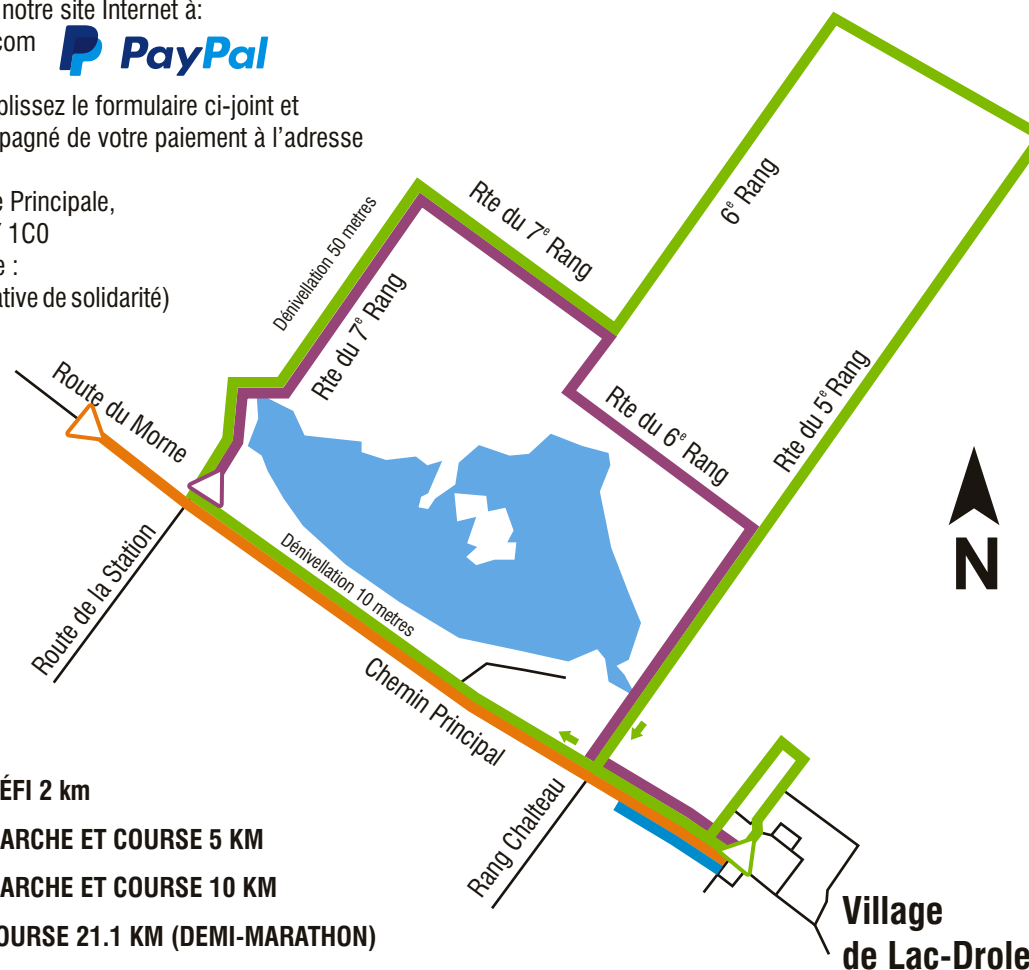 notre site Internet à:
com
PayPal
plissez le formulaire ci-joint et
pagné de votre paiement à l'adresse
e Principale,
1C0
e :
ative de solidarité)
Dénivellation 50 metres
Rte du 7e Rang
Rte du 7e Rang
6e Rang
Route du Morne
Rte du 6e Rang
Rte du 5e Rang
N
Route de la Station
Dénivellation 10 metres
Chemin Principal
Rang Chalteau
ÉFI 2 km
ARCHE ET COURSE 5 KM
ARCHE ET COURSE 10 KM
OURSE 21.1 KM (DEMI-MARATHON)
Village
de Lac-Drole